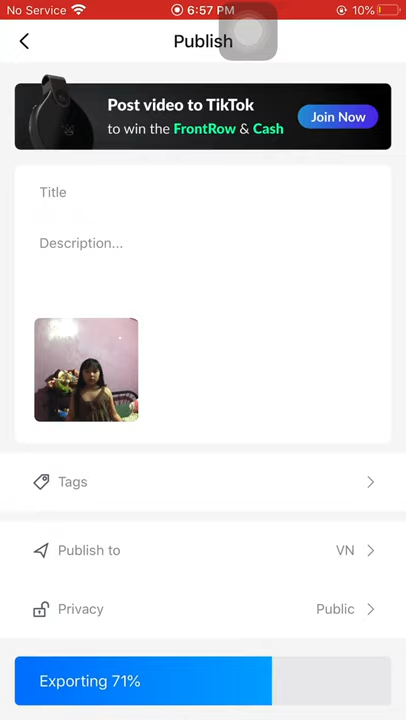 No Service 6:57 PM 10%
Publish
Post video to TikTok
to win the FrontRow & Cash
Join Now
Title
Description...
Tags
Publish to VN
Privacy Public
Exporting 71%